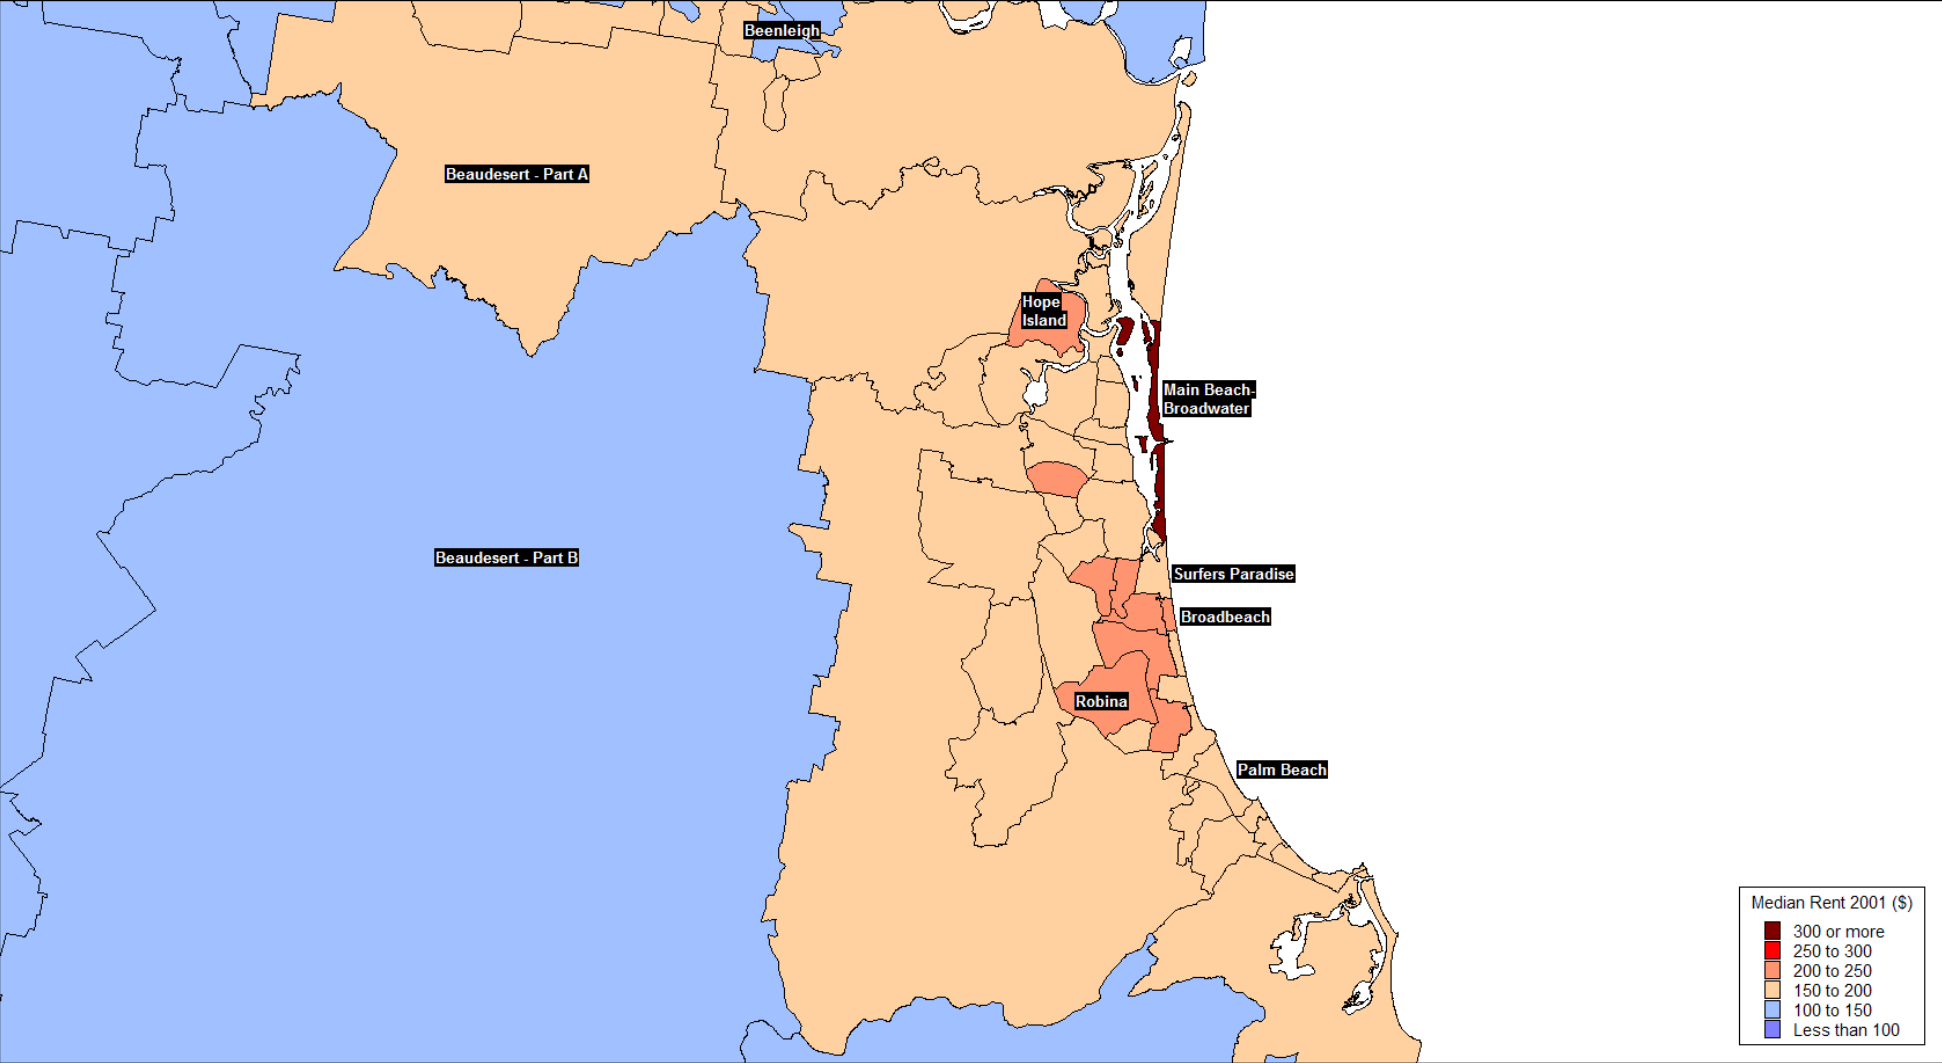 Beenleigh
Beaudesert - Part A
Hope
Island
Main Beach-
Broadwater
Beaudesert - Part B
Surfers Paradise
Broadbeach
Robina
Palm Beach
Median Rent 2001 ($)
300 or more
250 to 300
200 to 250
150 to 200
100 to 150
Less than 100